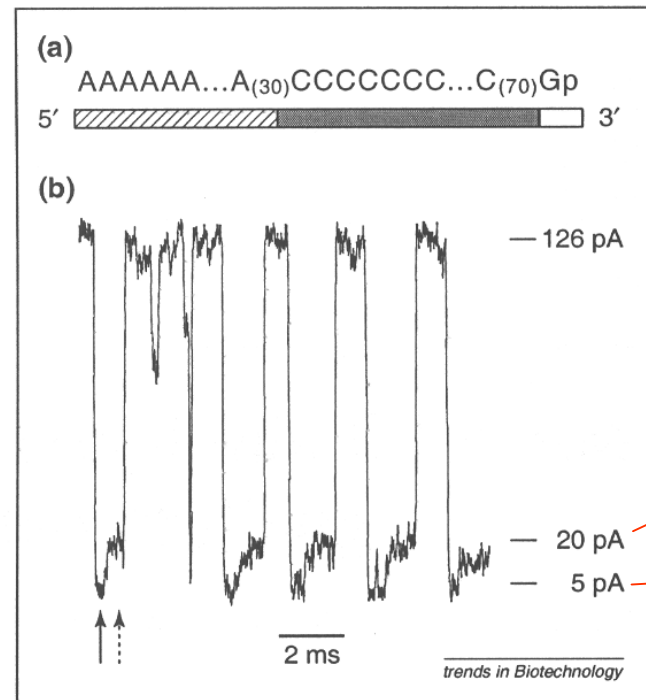 (a)
AAAAAA...A(30)CCCCCCC...C(70)Gp
5′ 3′
(b)
126 pA
20 pA
5 pA
2 ms
trends in Biotechnology